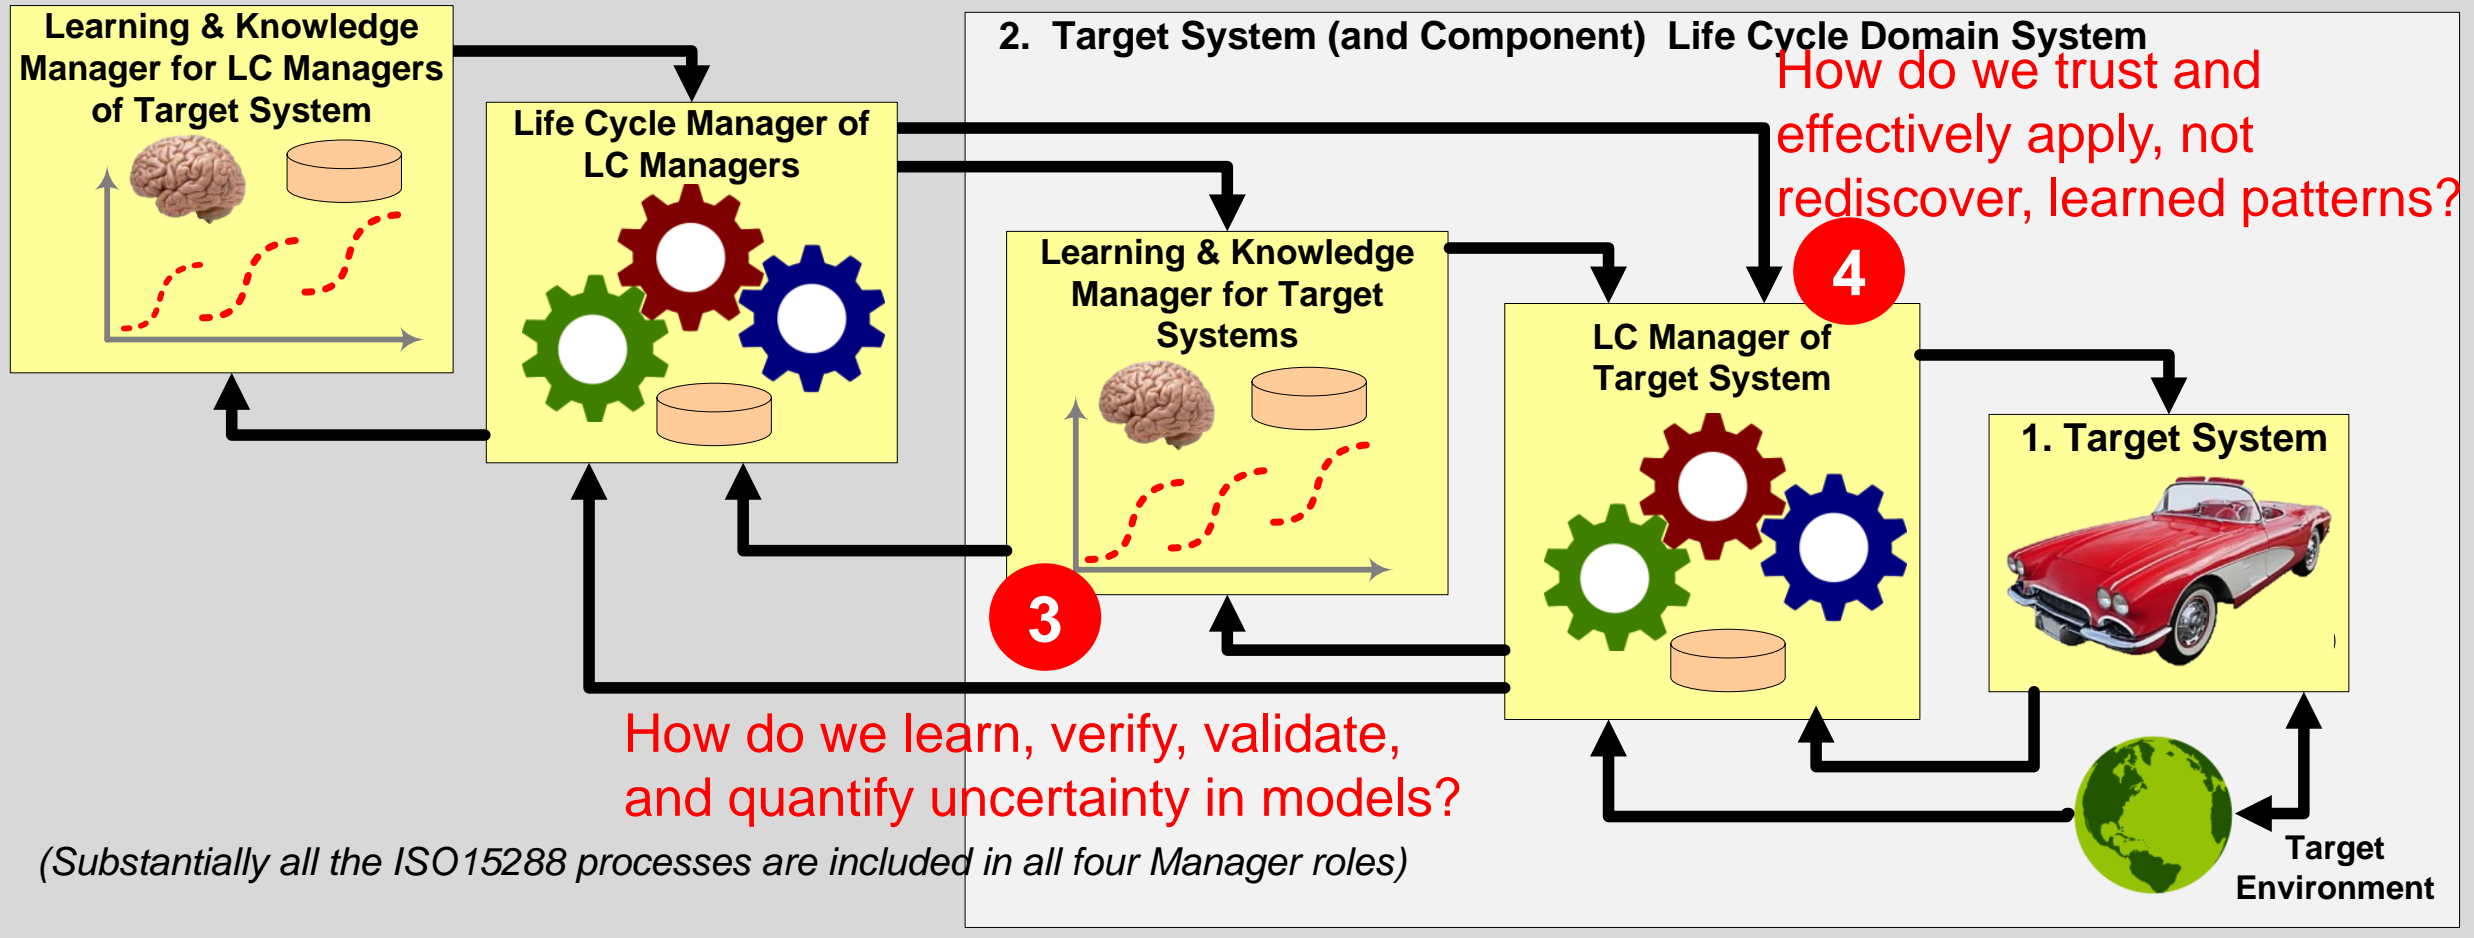 Learning & Knowledge
Manager for LC Managers
of Target System
Life Cycle Manager of
LC Managers
2. Target System (and Component) Life Cycle Domain System
How do we trust and
effectively apply, not
rediscover, learned patterns?
4
Learning & Knowledge
Manager for Target
Systems
3
LC Manager of
Target System
1. Target System
How do we learn, verify, validate,
and quantify uncertainty in models?
(Substantially all the ISO15288 processes are included in all four Manager roles)
Target
Environment